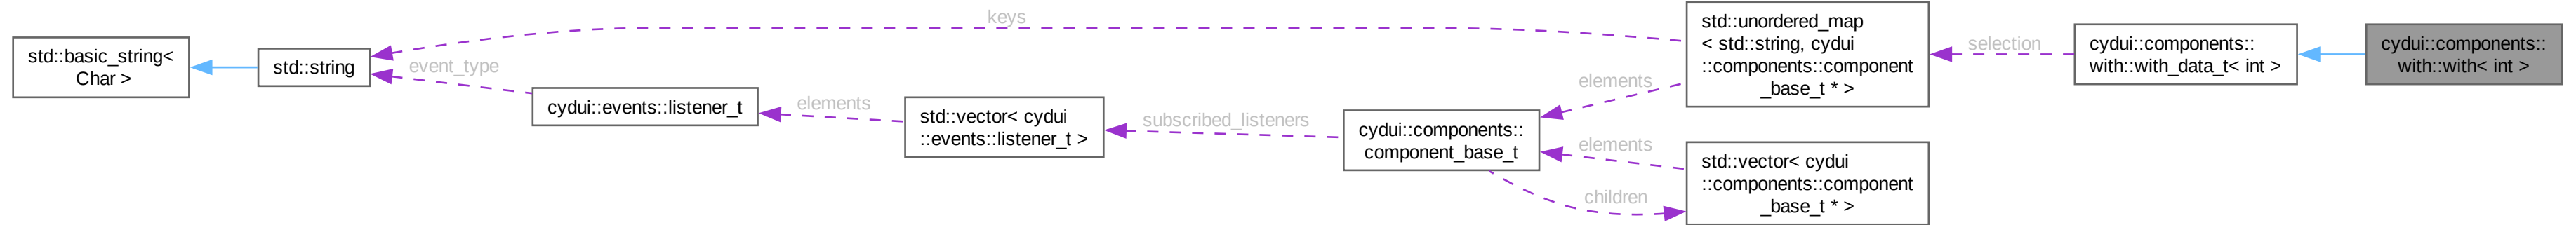 std::basic_string<
Char >
std::string
keys
event_type
cydui::events::listener_t
elements
std::vector< cydui
::events::listener_t >
subscribed_listeners
cydui::components::
component_base_t
elements
elements
children
std::unordered_map
< std::string, cydui
::components::component
_base_t * >
std::vector< cydui
::components::component
_base_t * >
selection
cydui::components::
with::with_data_t< int >
cydui::components::
with::with< int >